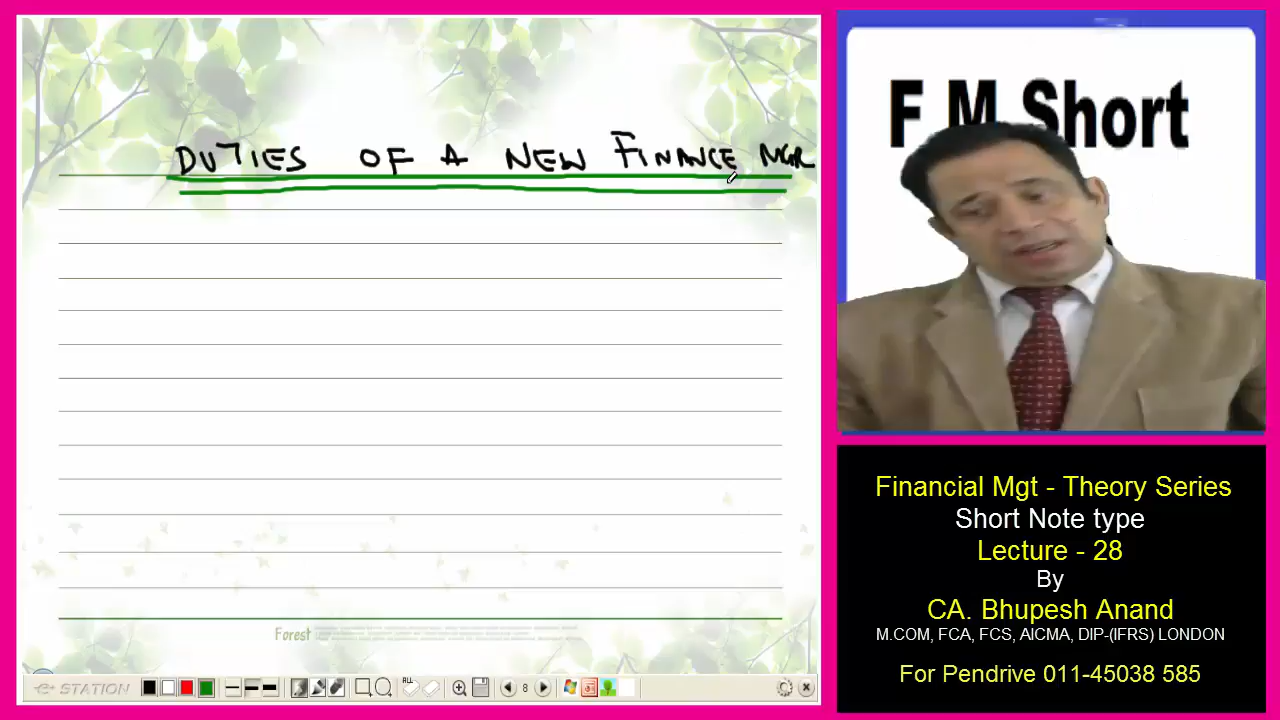 DUTIES OF A NEW FINANCE MGR
Forest
e-STATION
ALL
8
F M Short
Financial Mgt - Theory Series
Short Note type
Lecture - 28
By
CA. Bhupesh Anand
M.COM, FCA, FCS, AICMA, DIP-(IFRS) LONDON
For Pendrive 011-45038 585